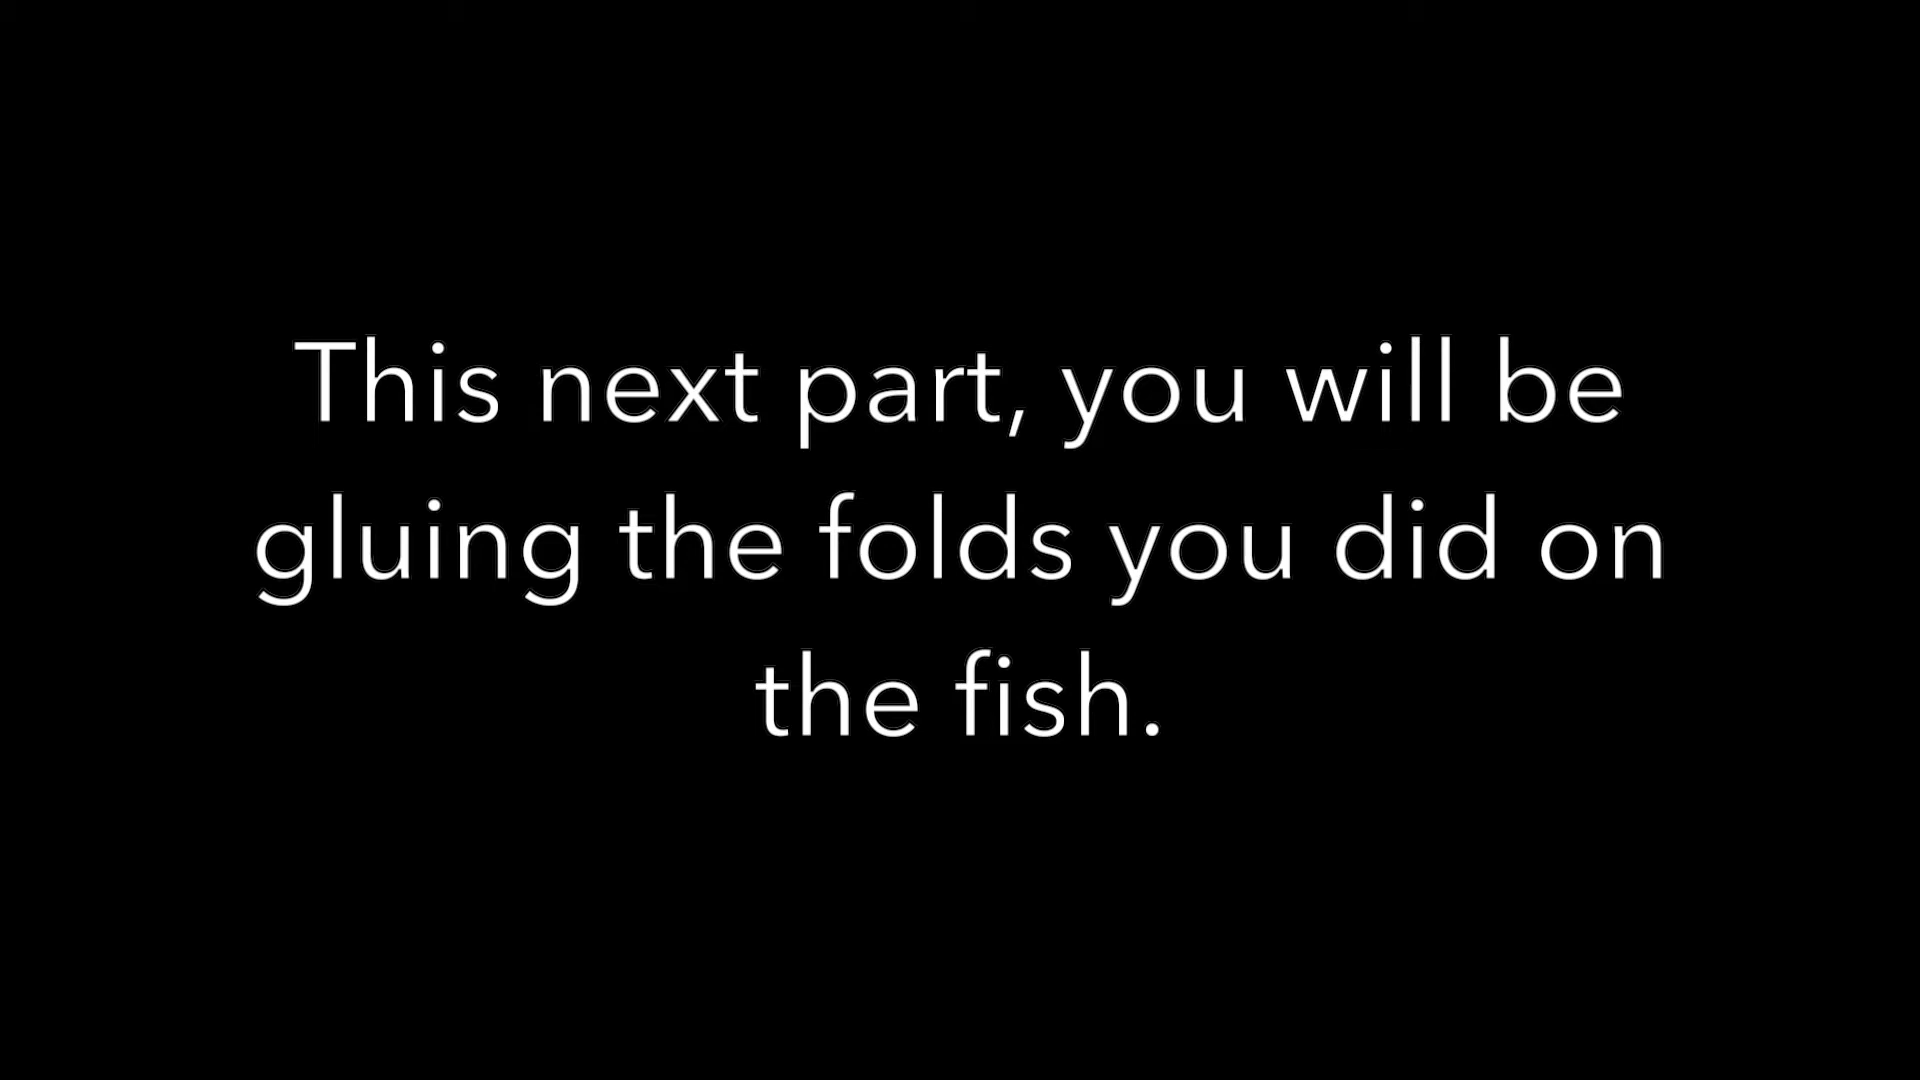 This next part, you will be
gluing the folds you did on
the fish.